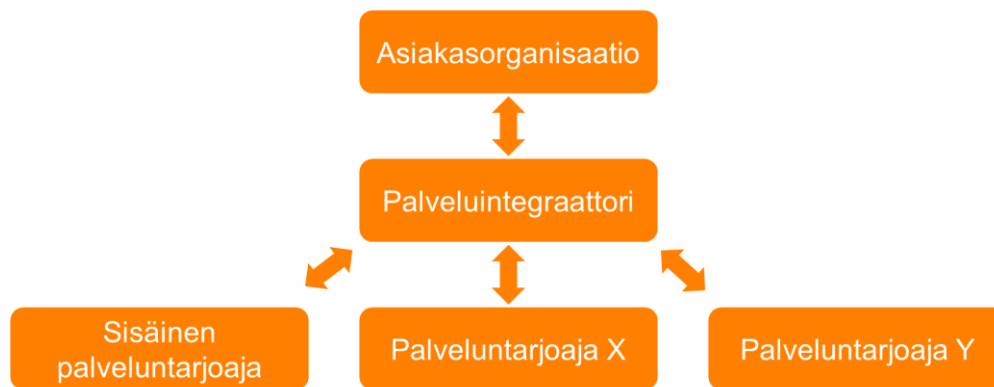 Asiakasorganisaatio
Palveluintegraattori
Sisäinen
palveluntarjoaja
Palveluntarjoaja X
Palveluntarjoaja Y